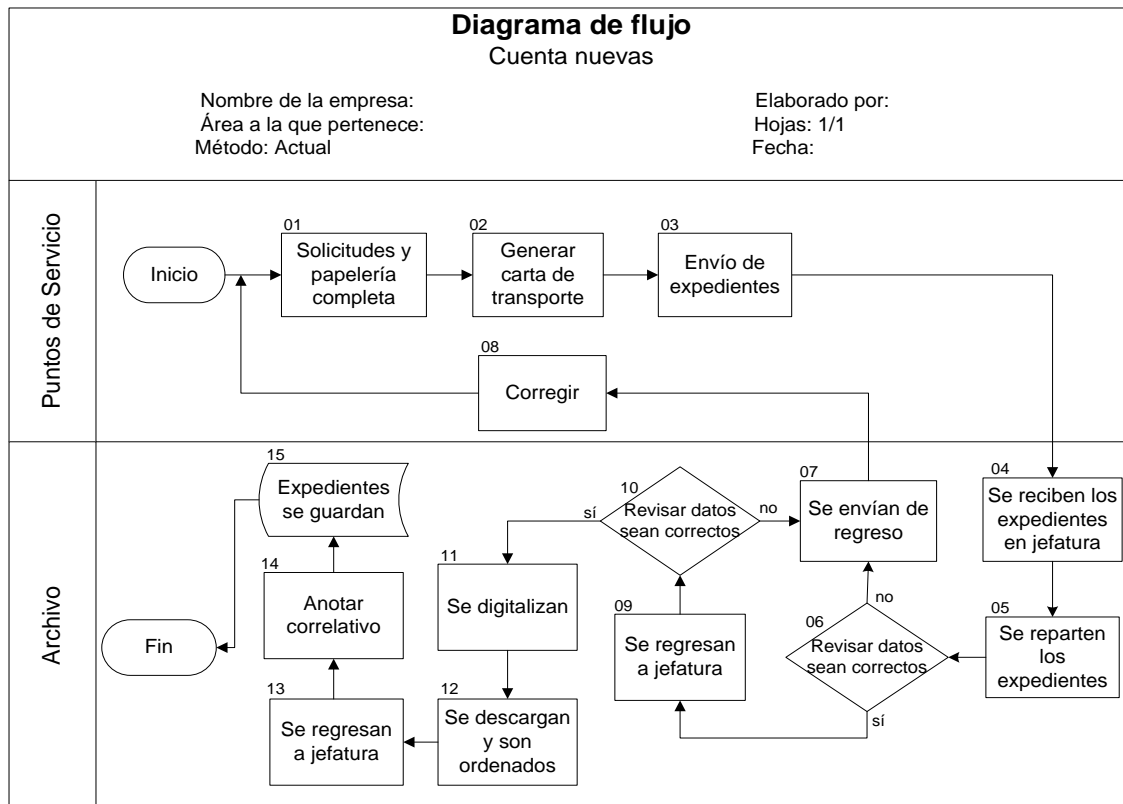 Diagrama de flujo
Cuenta nuevas
Nombre de la empresa:
Elaborado por:
Área a la que pertenece:
Hojas: 1/1
Método: Actual
Fecha:
Puntos de Servicio
Inicio
01
Solicitudes y
papelería
completa
02
Generar
carta de
transporte
03
Envío de
expedientes
08
Corregir
Archivo
04
Se reciben los
expedientes
en jefatura
05
Se reparten
los
expedientes
06
Revisar datos
sean correctos
no
sí
07
Se envían de
regreso
09
Se regresan
a jefatura
10
Revisar datos
sean correctos
no
sí
11
Se digitalizan
12
Se descargan
y son
ordenados
13
Se regresan
a jefatura
14
Anotar
correlativo
15
Expedientes
se guardan
Fin